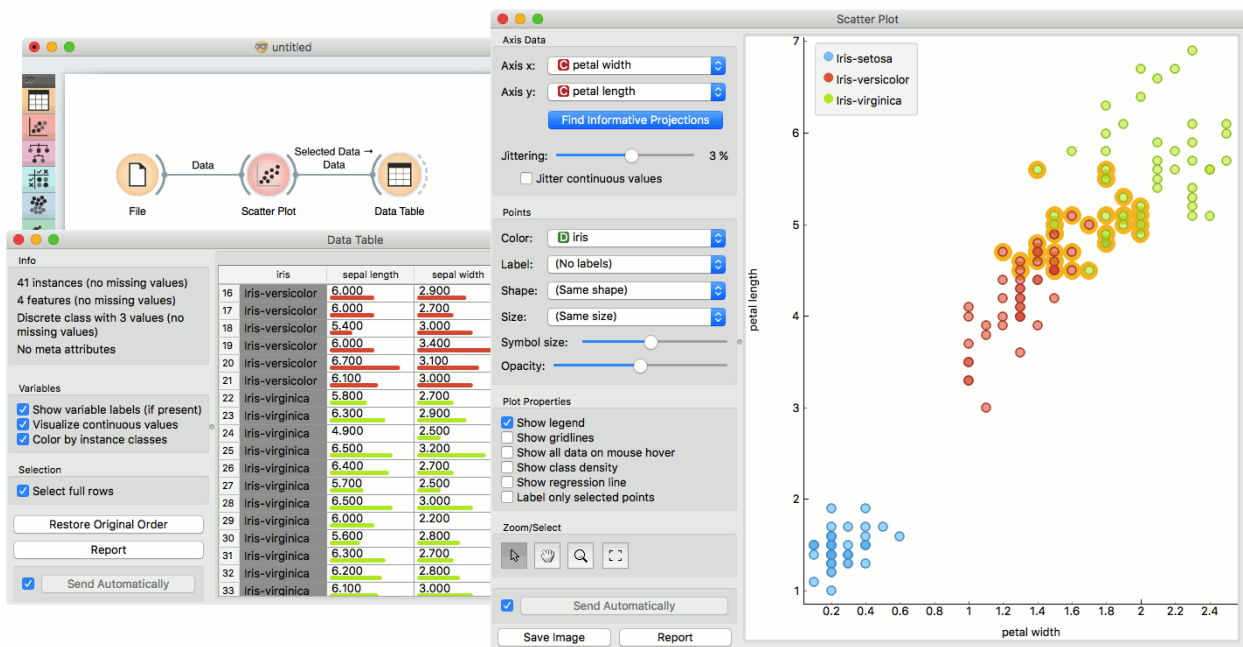 untitled
Data
Selected Data →
Data
File
Scatter Plot
Data Table
Data Table
Info
41 instances (no missing values)
4 features (no missing values)
Discrete class with 3 values (no
missing values)
No meta attributes
Variables
Show variable labels (if present)
Visualize continuous values
Color by instance classes
Selection
Select full rows
Restore Original Order
Report
Send Automatically
iris sepal length sepal width
16 Iris-versicolor 6.000 2.900
17 Iris-versicolor 6.000 2.700
18 Iris-versicolor 5.400 3.000
19 Iris-versicolor 6.000 3.400
20 Iris-versicolor 6.700 3.100
21 Iris-versicolor 6.100 3.000
22 Iris-virginica 5.800 2.700
23 Iris-virginica 6.300 2.900
24 Iris-virginica 4.900 2.500
25 Iris-virginica 6.500 3.200
26 Iris-virginica 6.400 2.700
27 Iris-virginica 5.700 2.500
28 Iris-virginica 6.500 3.000
29 Iris-virginica 6.000 2.200
30 Iris-virginica 5.600 2.800
31 Iris-virginica 6.300 2.700
32 Iris-virginica 6.200 2.800
33 Iris-virginica 6.100 3.000
Scatter Plot
Axis Data
Axis x: C petal width
Axis y: C petal length
Find Informative Projections
Jittering: 3 %
Jitter continuous values
Points
Color: D iris
Label: (No labels)
Shape: (Same shape)
Size: (Same size)
Symbol size:
Opacity:
Plot Properties
Show legend
Show gridlines
Show all data on mouse hover
Show class density
Show regression line
Label only selected points
Zoom/Select
Send Automatically
Save Image
Report
Iris-setosa
Iris-versicolor
Iris-virginica
petal length
7
6
5
4
3
2
1
0.2 0.4 0.6 0.8 1 1.2 1.4 1.6 1.8 2 2.2 2.4
petal width